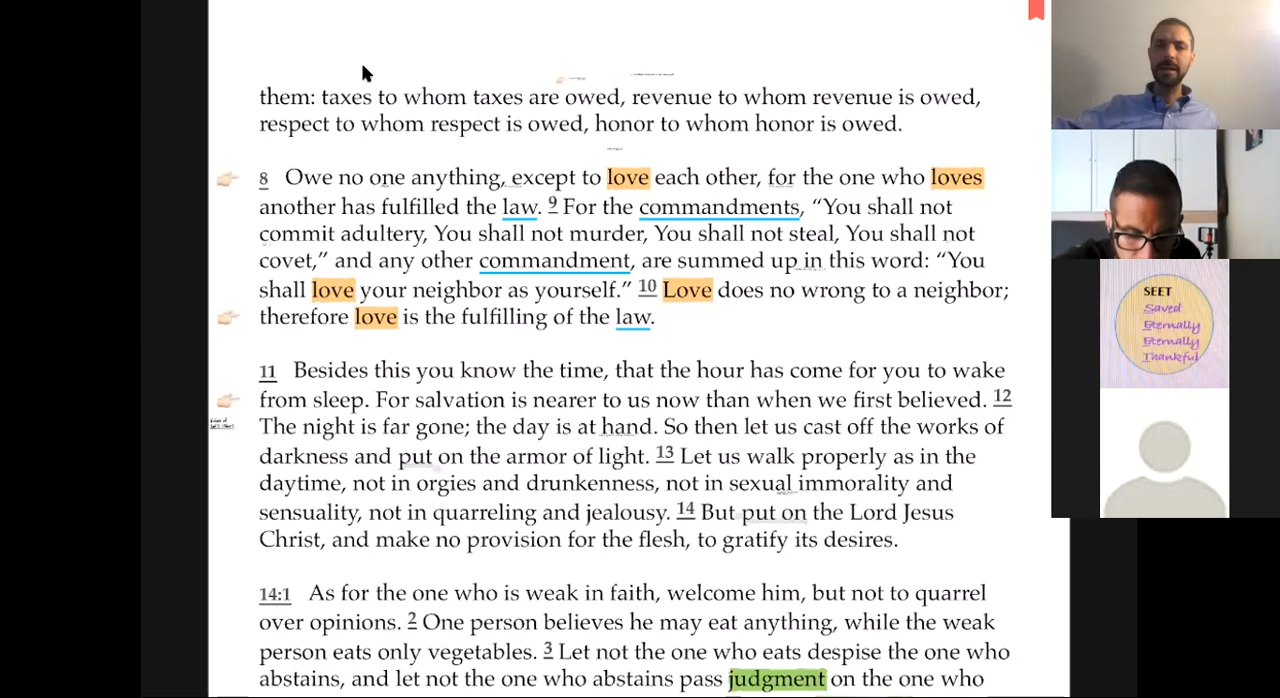 them: taxes to whom taxes are owed, revenue to whom revenue is owed,
respect to whom respect is owed, honor to whom honor is owed.
8 Owe no one anything, except to love each other, for the one who loves
another has fulfilled the law. 9 For the commandments, “You shall not
commit adultery, You shall not murder, You shall not steal, You shall not
covet,” and any other commandment, are summed up in this word: “You
shall love your neighbor as yourself.” 10 Love does no wrong to a neighbor;
therefore love is the fulfilling of the law.
11 Besides this you know the time, that the hour has come for you to wake
from sleep. For salvation is nearer to us now than when we first believed. 12
The night is far gone; the day is at hand. So then let us cast off the works of
darkness and put on the armor of light. 13 Let us walk properly as in the
daytime, not in orgies and drunkenness, not in sexual immorality and
sensuality, not in quarreling and jealousy. 14 But put on the Lord Jesus
Christ, and make no provision for the flesh, to gratify its desires.
14:1 As for the one who is weak in faith, welcome him, but not to quarrel
over opinions. 2 One person believes he may eat anything, while the weak
person eats only vegetables. 3 Let not the one who eats despise the one who
abstains, and let not the one who abstains pass judgment on the one who
SEET
Saved
Eternally
Eternally
Thankful